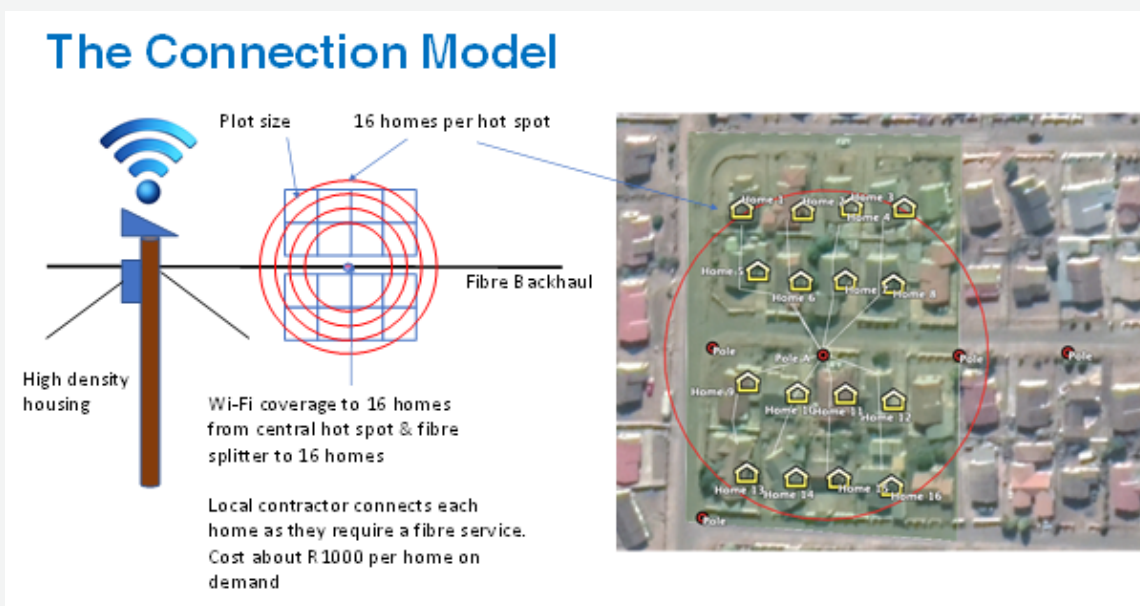 The Connection Model
Plot size
16 homes per hot spot
Fibre Backhaul
High density
housing
Wi-Fi coverage to 16 homes
from central hot spot & fibre
splitter to 16 homes
Local contractor connects each
home as they require a fibre service.
Cost about R1000 per home on
demand
Home 1
Home 2
Home 3
Home 4
Home 5
Home 6
Home 7
Home 8
Pole
Pole A
Pole
Pole
Home 9
Home 10
Home 11
Home 12
Home 13
Home 14
Home 15
Home 16
Pole